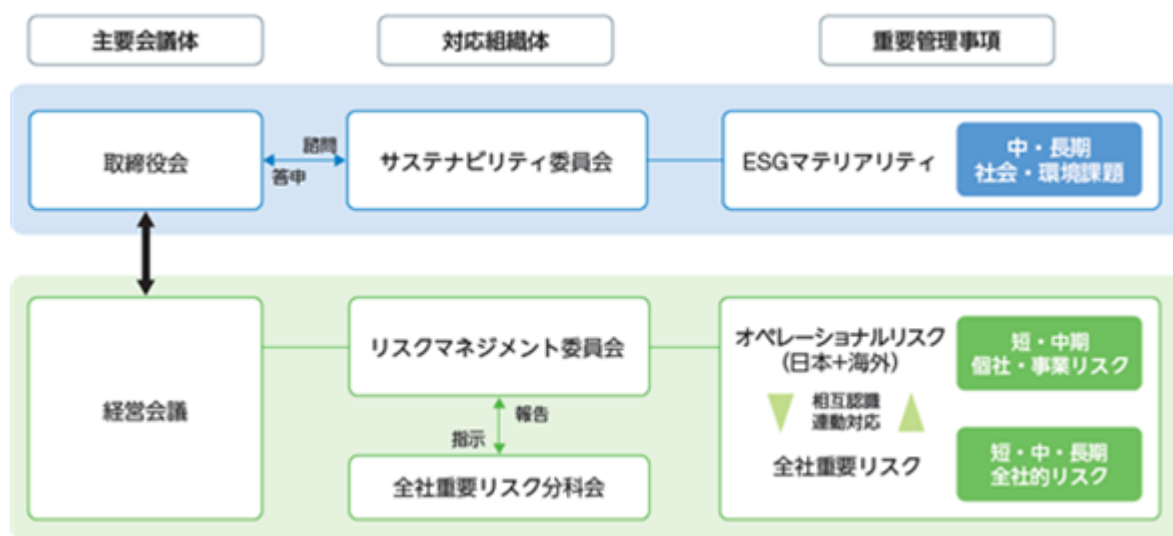 主要会議体
対応組織体
重要管理事項
取締役会
諮問
答申
サステナビリティ委員会
ESGマテリアリティ
中・長期
社会・環境課題
経営会議
リスクマネジメント委員会
報告
指示
全社重要リスク分科会
オペレーショナルリスク
(日本+海外)
短・中期
個社・事業リスク
相互認識
連動対応
全社重要リスク
短・中・長期
全社的リスク